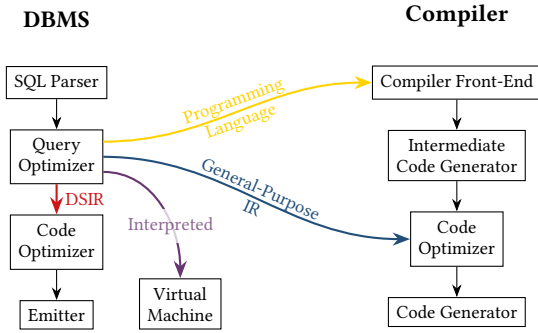 DBMS
Compiler
SQL Parser
Compiler Front-End
Programming
Language
Query
Optimizer
Intermediate
Code Generator
General-Purpose
IR
DSIR
Interpreted
Code
Optimizer
Code
Optimizer
Emitter
Virtual
Machine
Code Generator